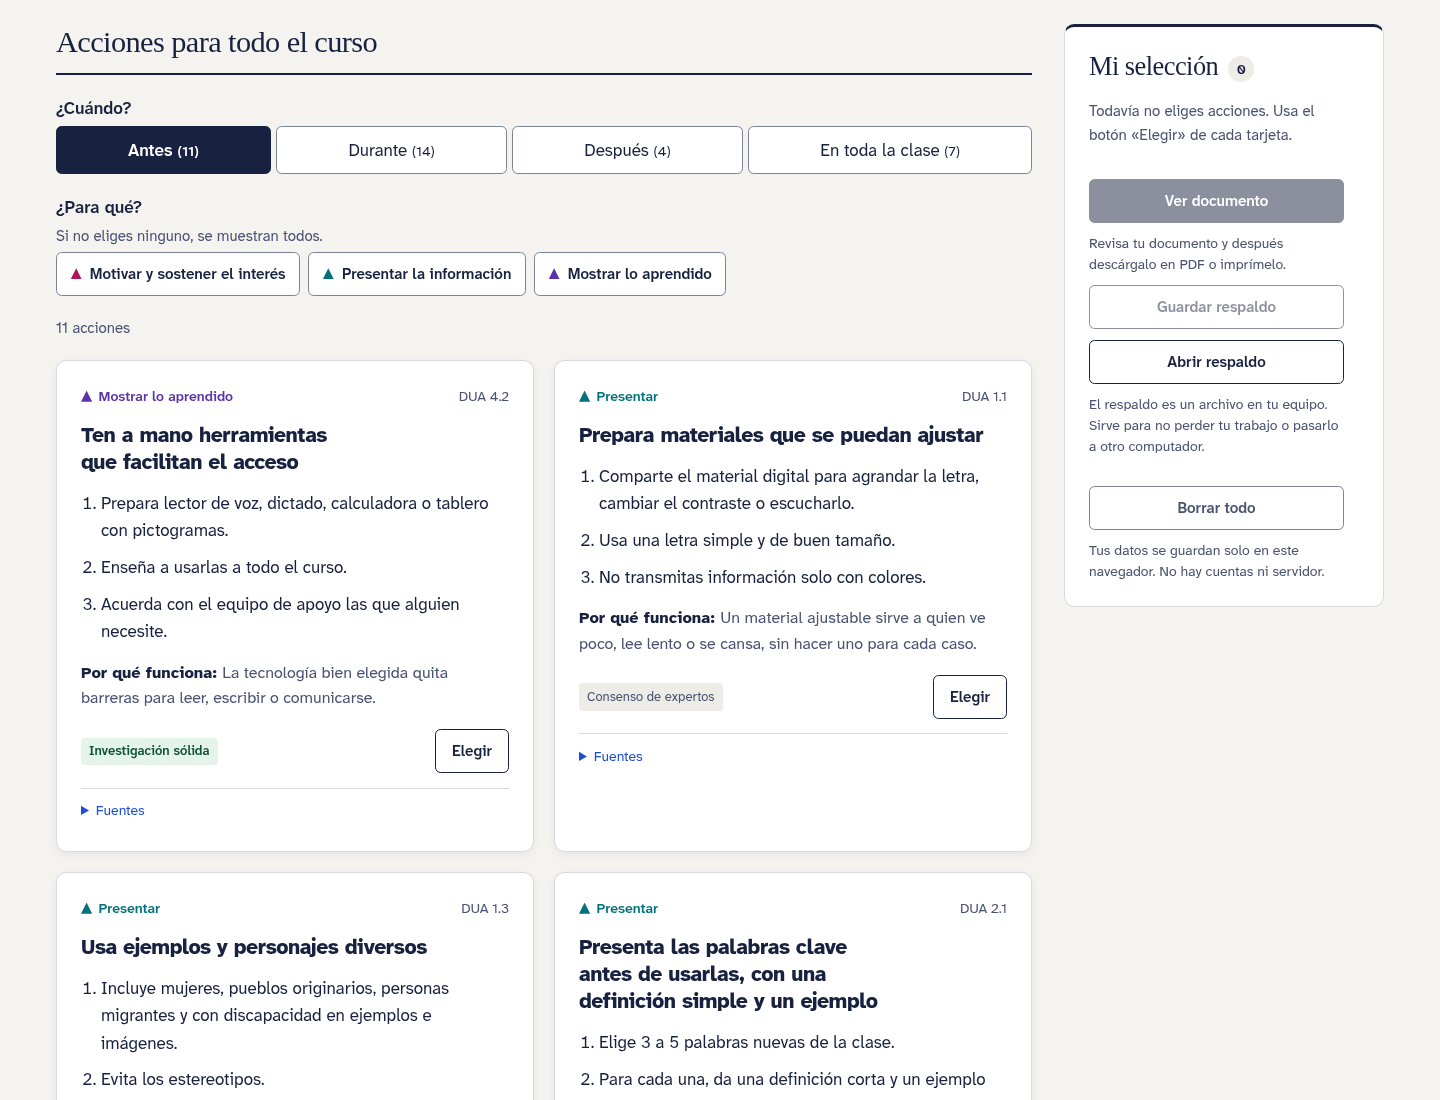 Acciones para todo el curso
¿Cuándo?
Antes (11)
Durante (14)
Después (4)
En toda la clase (7)
¿Para qué?
Si no eliges ninguno, se muestran todos.
Motivar y sostener el interés
Presentar la información
Mostrar lo aprendido
11 acciones
Mostrar lo aprendido
DUA 4.2
Ten a mano herramientas
que facilitan el acceso
1. Prepara lector de voz, dictado, calculadora o tablero
con pictogramas.
2. Enseña a usarlas a todo el curso.
3. Acuerda con el equipo de apoyo las que alguien
necesite.
Por qué funciona: La tecnología bien elegida quita
barreras para leer, escribir o comunicarse.
Investigación sólida
Elegir
Fuentes
Presentar
DUA 1.1
Prepara materiales que se puedan ajustar
1. Comparte el material digital para agrandar la letra,
cambiar el contraste o escucharlo.
2. Usa una letra simple y de buen tamaño.
3. No transmitas información solo con colores.
Por qué funciona: Un material ajustable sirve a quien ve
poco, lee lento o se cansa, sin hacer uno para cada caso.
Consenso de expertos
Elegir
Fuentes
Presentar
DUA 1.3
Usa ejemplos y personajes diversos
1. Incluye mujeres, pueblos originarios, personas
migrantes y con discapacidad en ejemplos e
imágenes.
2. Evita los estereotipos.
Presentar
DUA 2.1
Presenta las palabras clave
antes de usarlas, con una
definición simple y un ejemplo
1. Elige 3 a 5 palabras nuevas de la clase.
2. Para cada una, da una definición corta y un ejemplo
Mi selección 0
Todavía no eliges acciones. Usa el
botón «Elegir» de cada tarjeta.
Ver documento
Revisa tu documento y después
descárgalo en PDF o imprímelo.
Guardar respaldo
Abrir respaldo
El respaldo es un archivo en tu equipo.
Sirve para no perder tu trabajo o pasarlo
a otro computador.
Borrar todo
Tus datos se guardan solo en este
navegador. No hay cuentas ni servidor.